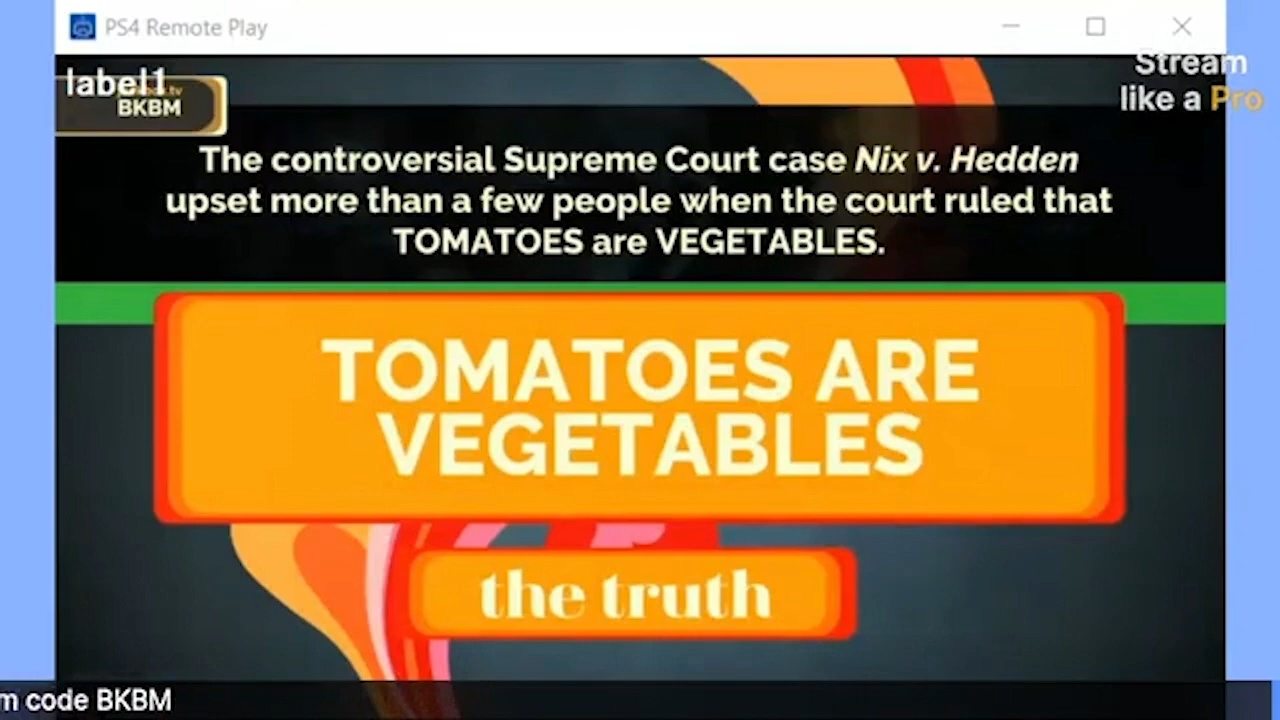 PS4 Remote Play
label1
BKBM
Stream
like a Pro
The controversial Supreme Court case Nix v. Hedden
upset more than a few people when the court ruled that
TOMATOES are VEGETABLES.
TOMATOES ARE
VEGETABLES
the truth
m code BKBM